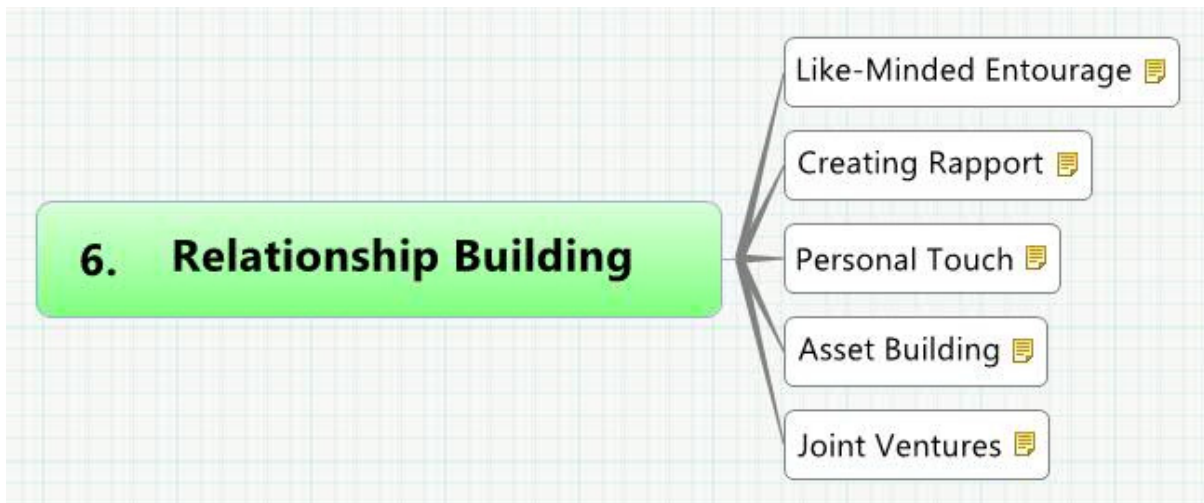 6. Relationship Building
Like-Minded Entourage
Creating Rapport
Personal Touch
Asset Building
Joint Ventures